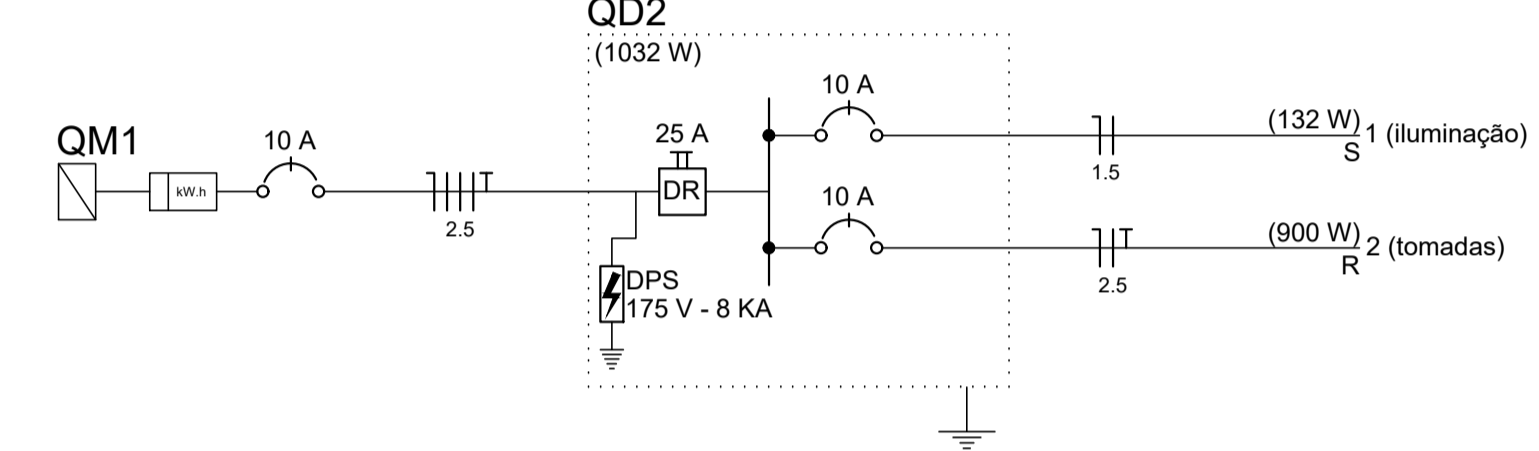 QD2
(1032 W)
QM1
kW.h
10 A
2.5
25 A
DR
DPS
175 V - 8 KA
10 A
1.5
(132 W)
S
1 (iluminação)
10 A
2.5
(900 W)
R
2 (tomadas)